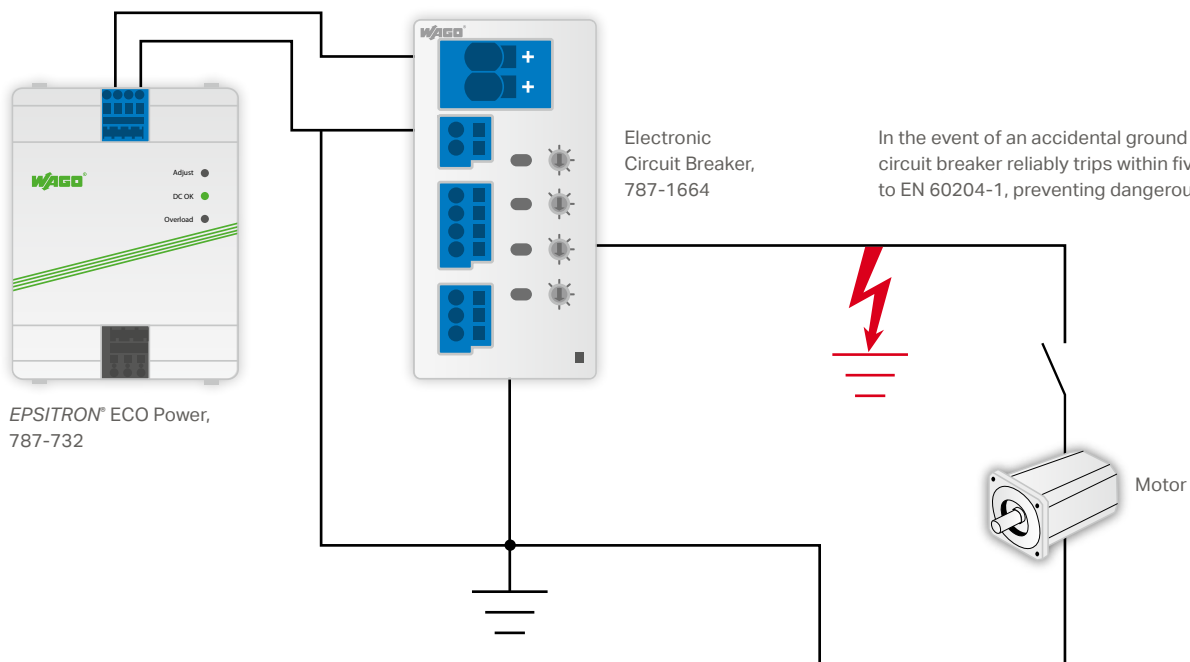 WAGO®
+
+
Electronic
Circuit Breaker,
787-1664
In the event of an accidental ground
circuit breaker reliably trips within
to EN 60204-1, preventing
WAGO®
Adjust
DC OK
Overload
EPSITRON® ECO Power,
787-732
Motor